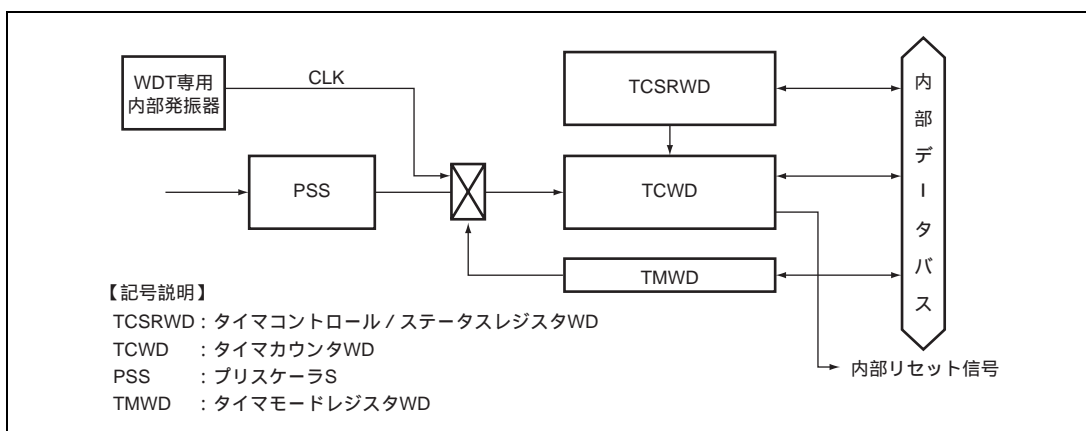 WDT専用
内部発振器
CLK
PSS
TCSRWD
TCWD
TMWD
内部データバス
内部リセット信号
【記号説明】
TCSRWD：タイマコントロール / ステータスレジスタWD
TCWD ：タイマカウンタWD
PSS ：プリスケーラS
TMWD ：タイマモードレジスタWD